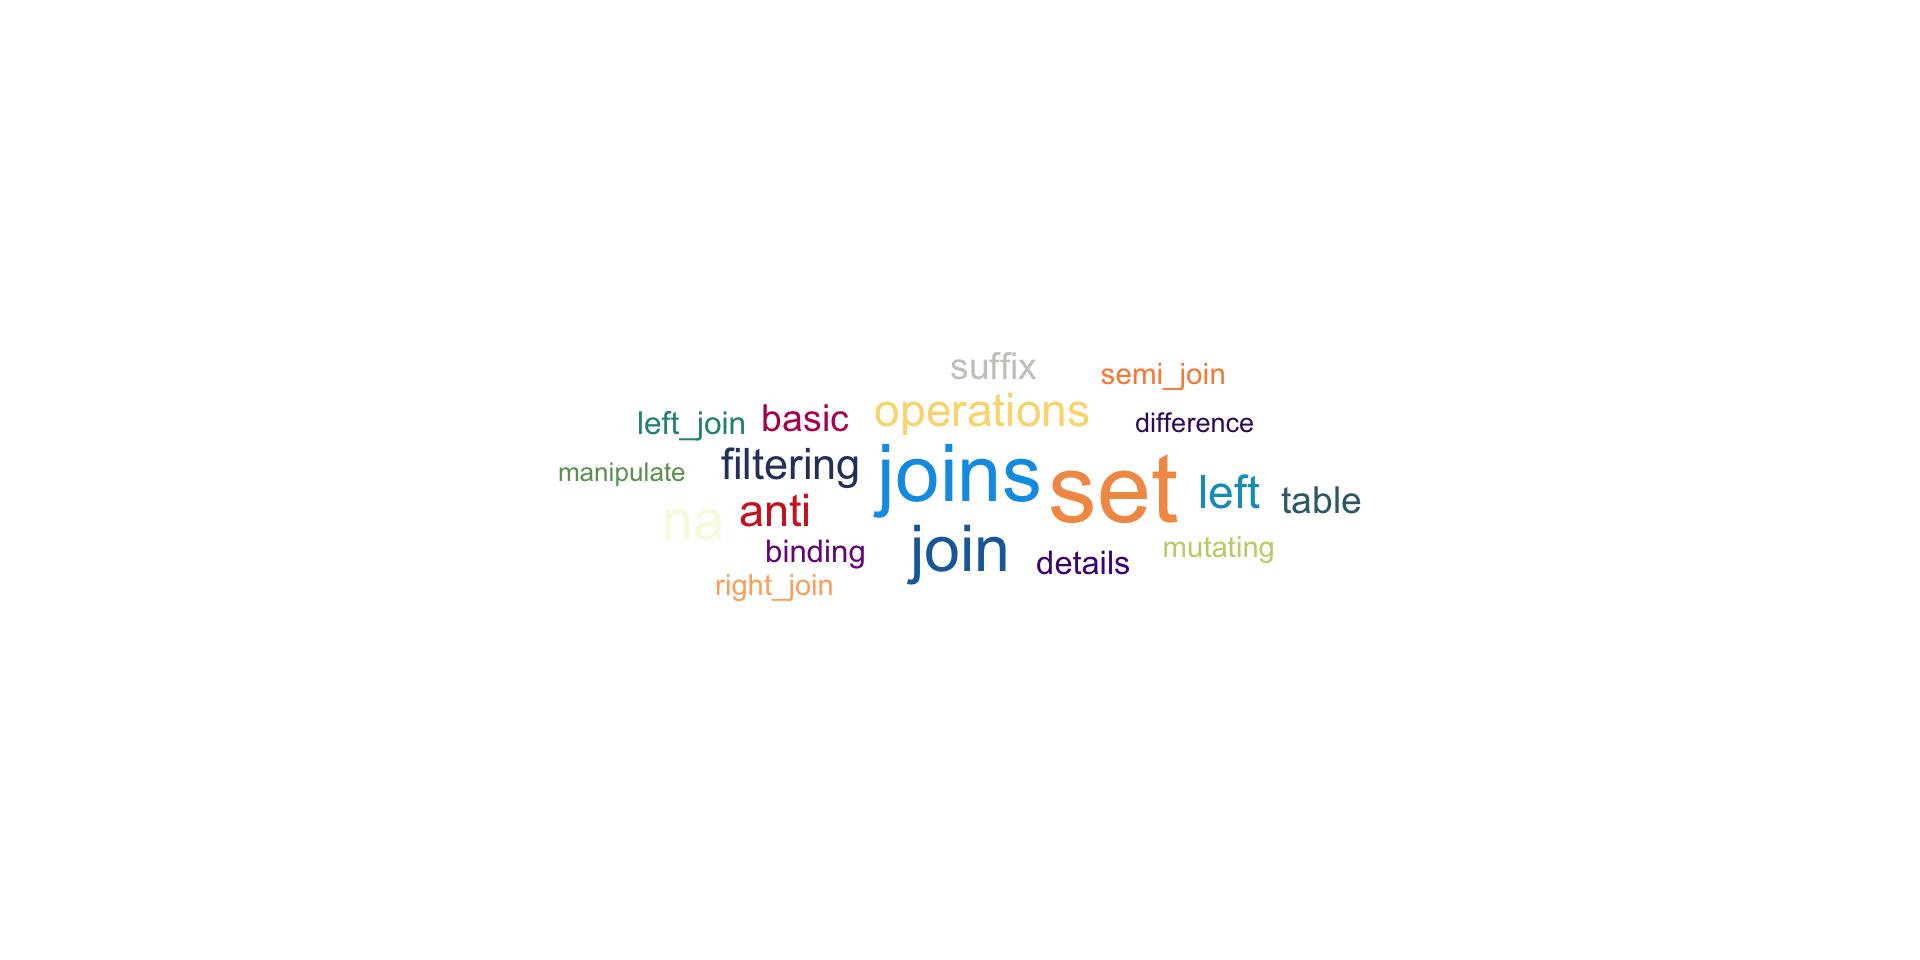 suffix
semi_join
operations
left_join
basic
difference
filtering
joins
set
manipulate
left
table
na
anti
join
binding
details
mutating
right_join